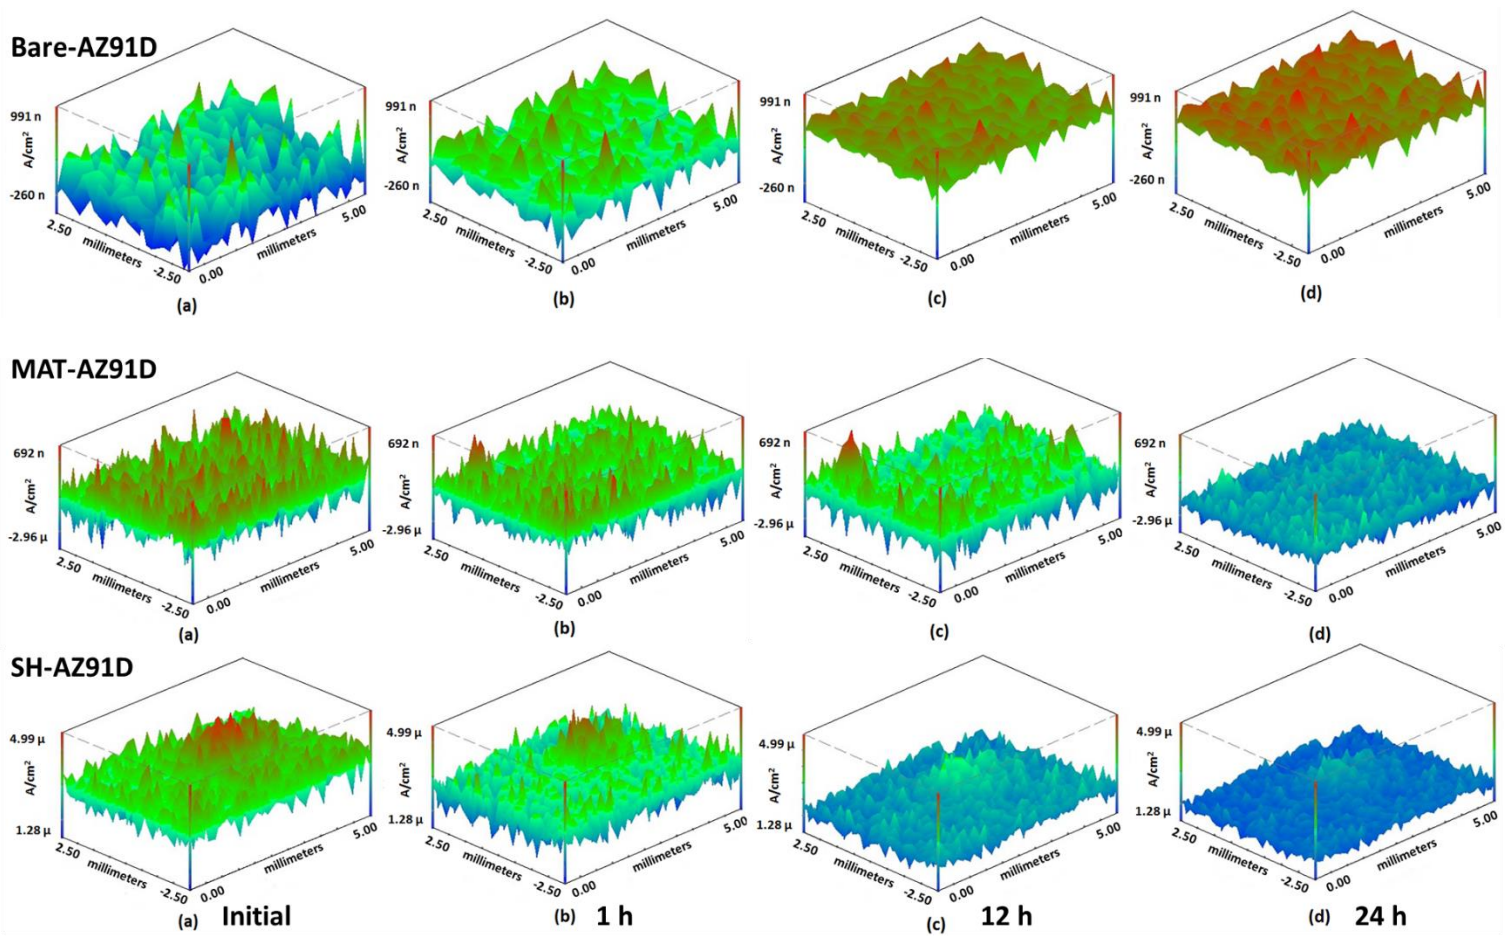 Bare-AZ91D
991 n
A/cm²
-260 n
2.50
millimeters
-2.50
0.00
millimeters
5.00
(a)
991 n
A/cm²
-260 n
2.50
millimeters
-2.50
0.00
millimeters
5.00
(b)
991 n
A/cm²
-260 n
2.50
millimeters
-2.50
0.00
millimeters
5.00
(c)
991 n
A/cm²
-260 n
2.50
millimeters
-2.50
0.00
millimeters
5.00
(d)
MAT-AZ91D
692 n
A/cm²
-2.96 µ
2.50
millimeters
-2.50
0.00
millimeters
5.00
(a)
692 n
A/cm²
-2.96 µ
2.50
millimeters
-2.50
0.00
millimeters
5.00
(b)
692 n
A/cm²
-2.96 µ
2.50
millimeters
-2.50
0.00
millimeters
5.00
(c)
692 n
A/cm²
-2.96 µ
2.50
millimeters
-2.50
0.00
millimeters
5.00
(d)
SH-AZ91D
4.99 µ
A/cm²
1.28 µ
2.50
millimeters
-2.50
0.00
millimeters
5.00
(a) Initial
4.99 µ
A/cm²
1.28 µ
2.50
millimeters
-2.50
0.00
millimeters
5.00
(b) 1 h
4.99 µ
A/cm²
1.28 µ
2.50
millimeters
-2.50
0.00
millimeters
5.00
(c) 12 h
4.99 µ
A/cm²
1.28 µ
2.50
millimeters
-2.50
0.00
millimeters
5.00
(d) 24 h